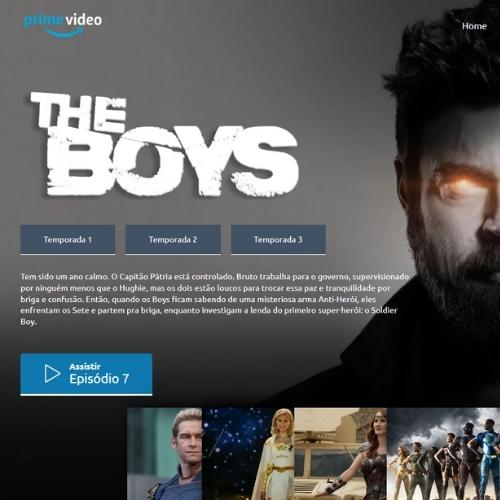 prime video
Home
THE
BOYS
Temporada 1
Temporada 2
Temporada 3
Tem sido um ano calmo. O Capitão Pátria está controlado. Bruto trabalha para o governo, supervisionado
por ninguém menos que o Hughie, mas os dois estão loucos para trocar essa paz e tranquilidade por
briga e confusão. Então, quando os Boys ficam sabendo de uma misteriosa arma Anti-Herói, eles
enfrentam os Sete e partem pra briga, enquanto investigam a lenda do primeiro super-herói: o Soldier
Boy.
Assistir
Episódio 7